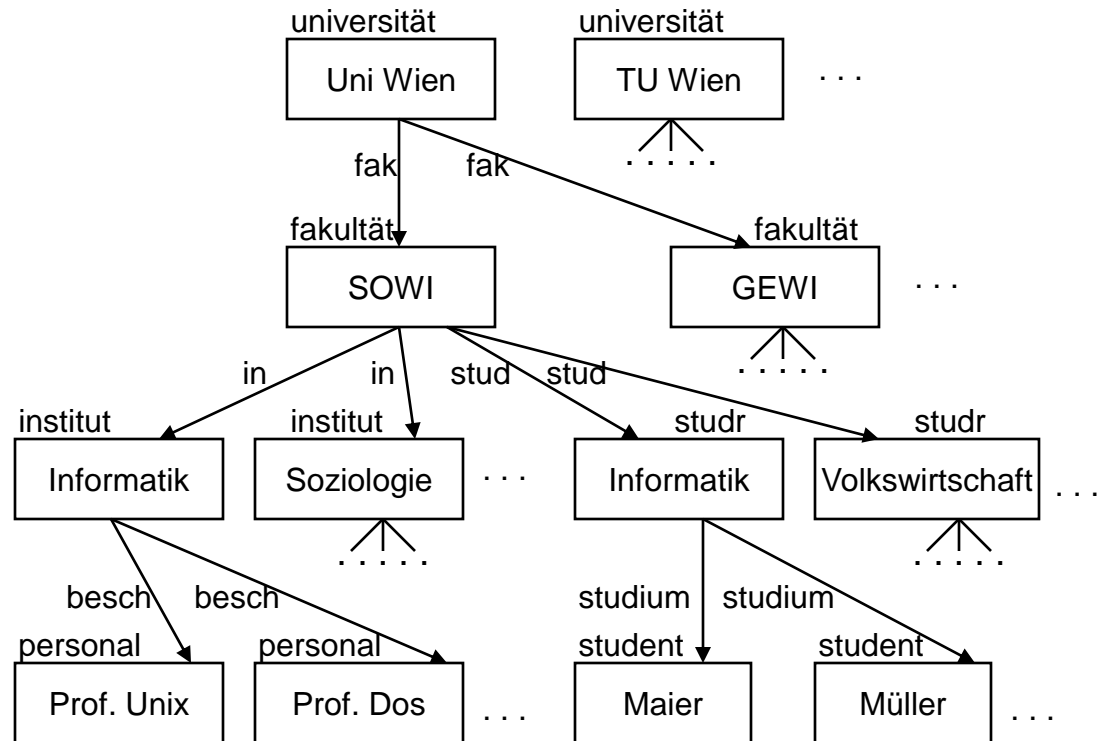 universität universität
Uni Wien TU Wien . . .
. . . . .
fak fak
fakultät fakultät
SOWI GEWI . . .
. . . . .
in in stud stud
institut institut studr studr
Informatik Soziologie . . . Informatik Volkswirtschaft . . .
. . . . . . . . . .
besch besch studium studium
personal personal student student
Prof. Unix Prof. Dos . . . Maier Müller . . .